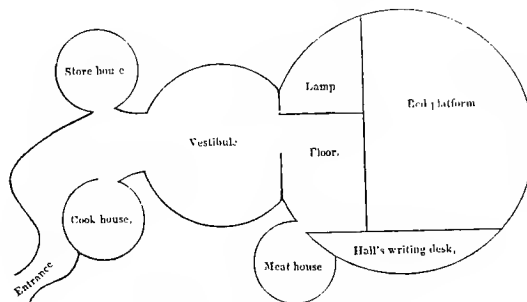 Store house
Lamp
Bed platform
Vestibule
Floor.
Cook house.
Hall's writing desk.
Meat house
Entrance